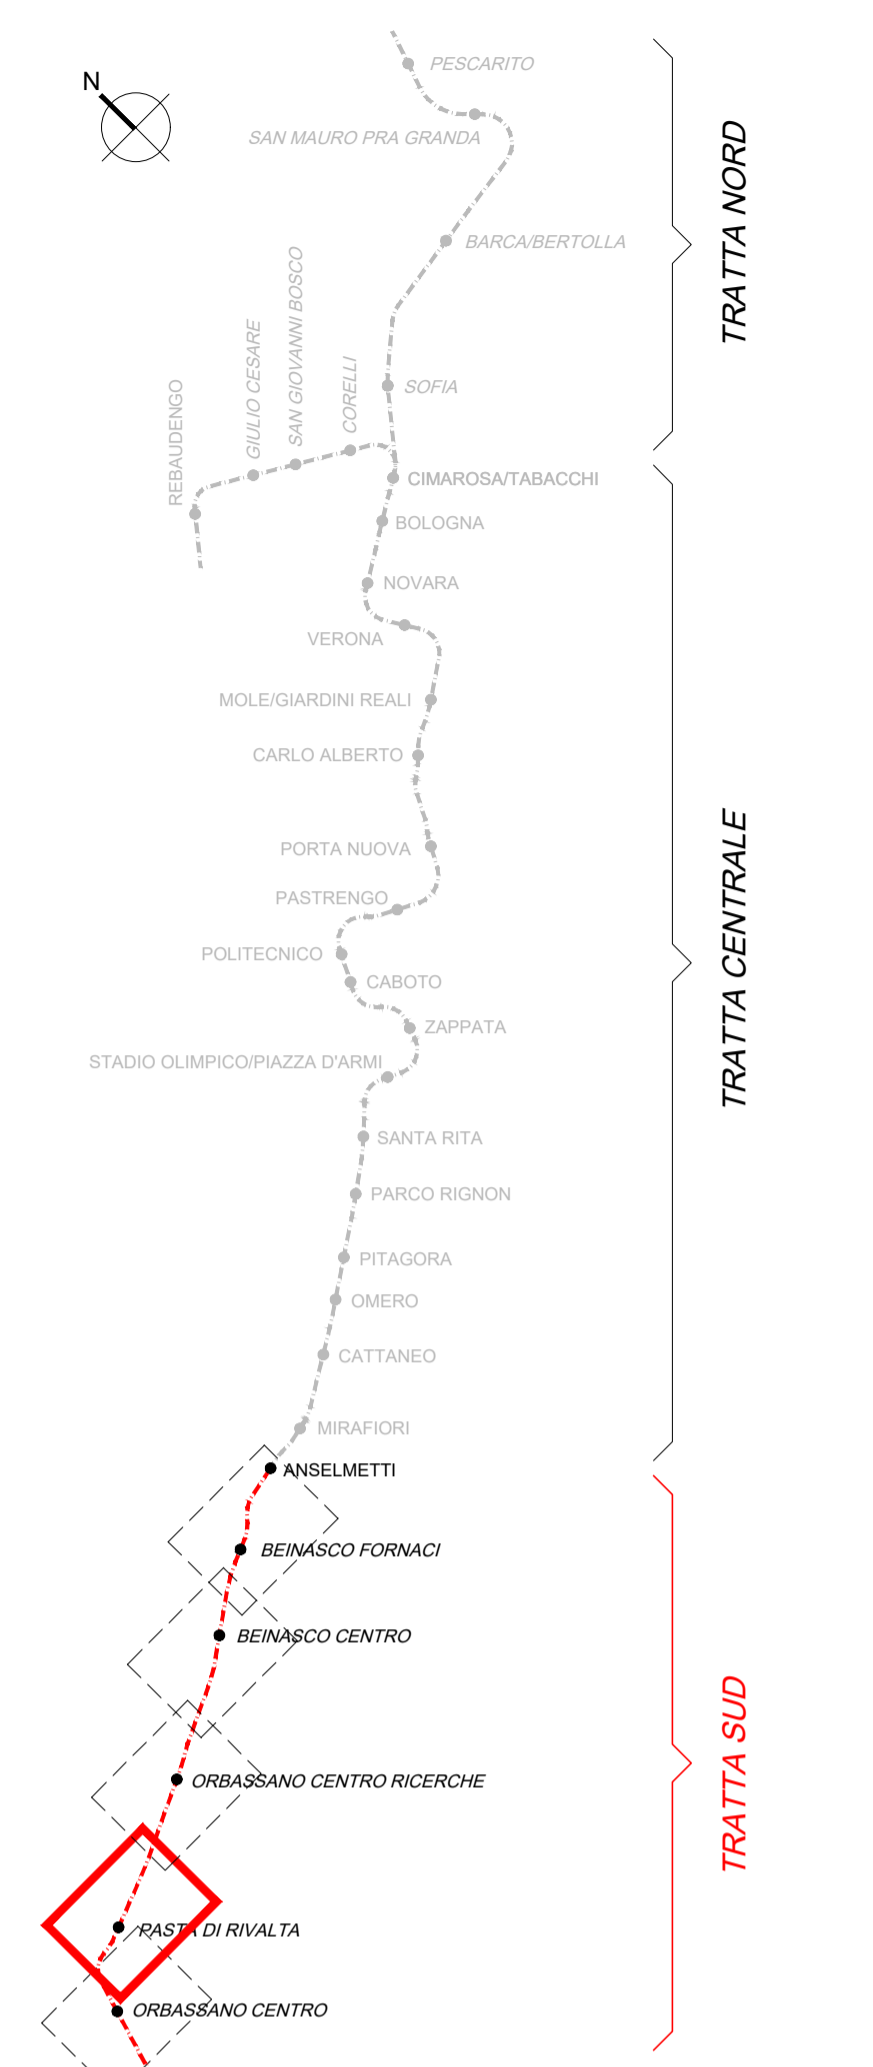 N
PESCARITO
SAN MAURO PRA GRANDA
BARCA/BERTOLLA
SOFIA
CORELLI
SAN GIOVANNI BOSCO
GIULIO CESARE
REBAUDENGO
CIMAROSA/TABACCHI
BOLOGNA
NOVARA
VERONA
MOLE/GIARDINI REALI
CARLO ALBERTO
PORTA NUOVA
PASTRENGO
POLITECNICO
CABOTO
ZAPPATA
STADIO OLIMPICO/PIAZZA D'ARMI
SANTA RITA
PARCO RIGNON
PITAGORA
OMERO
CATTANEO
MIRAFIORI
ANSELMETTI
BEINASCO FORNACI
BEINASCO CENTRO
ORBASSANO CENTRO RICERCHE
PASTA DI RIVALTA
ORBASSANO CENTRO
TRATTA NORD
TRATTA CENTRALE
TRATTA SUD